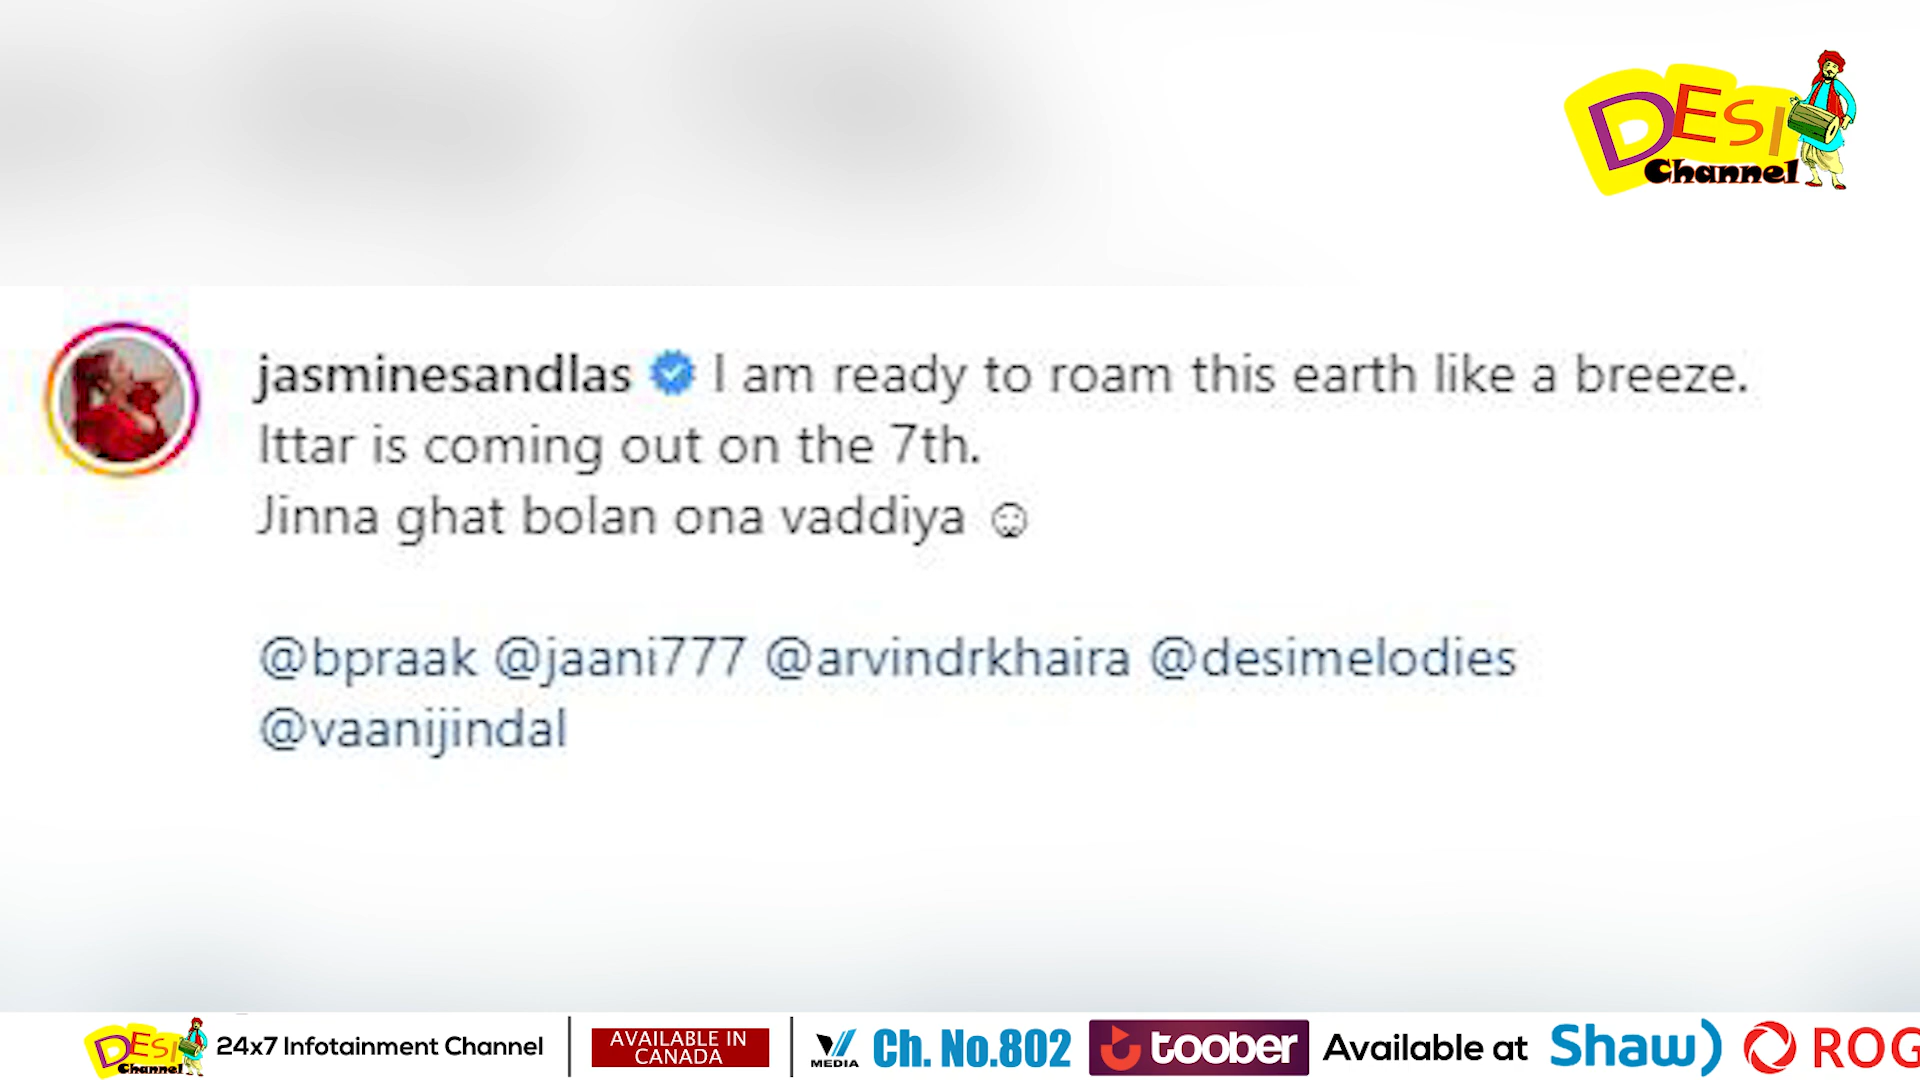 DESI
Channel
jasminesandlas I am ready to roam this earth like a breeze.
Ittar is coming out on the 7th.
Jinna ghat bolan ona vaddiya ☺
@bpraak @jaani777 @arvindrkhaira @desimelodies
@vaanijindal
DESI Channel 24x7 Infotainment Channel AVAILABLE IN CANADA V MEDIA Ch. No.802 toober Available at Shaw) ROG